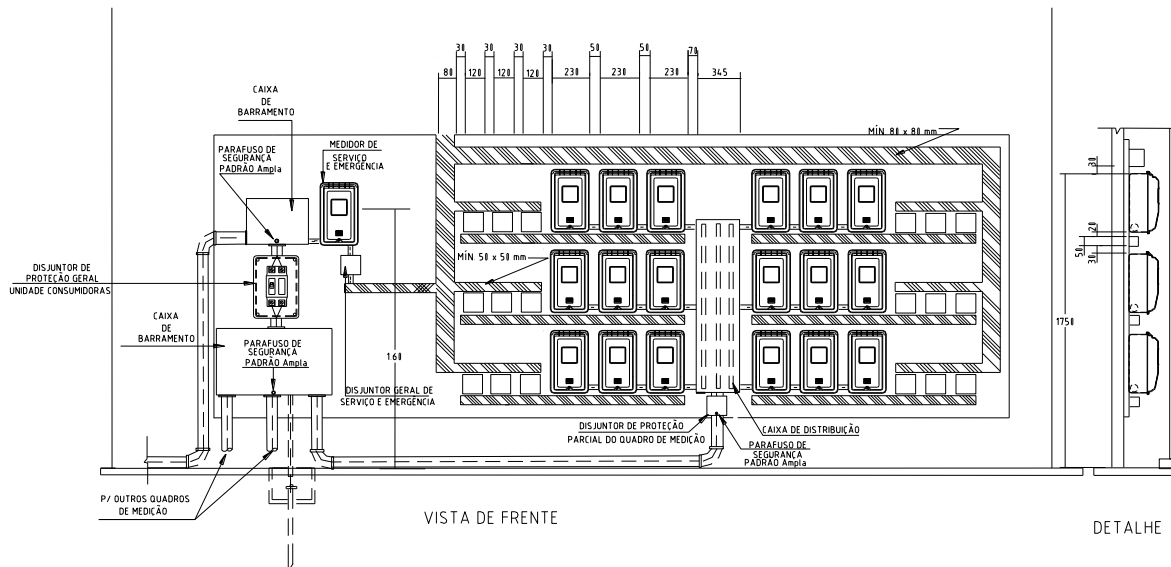 30
30
30
30
50
50
70
80
120
120
120
230
230
230
345
CAIXA
DE
BARRAMENTO
MÍN. 80 x 80 mm
PARAFUSO DE
SEGURANÇA
PADRÃO Ampla
MEDIDOR DE
SERVIÇO
E EMERGÊNCIA
30
DISJUNTOR DE
PROTEÇÃO GERAL
UNIDADE CONSUMIDORAS
MÍN. 50 x 50 mm
20
50
30
CAIXA
DE
BARRAMENTO
PARAFUSO DE
SEGURANÇA
PADRÃO Ampla
1.60
1750
DISJUNTOR GERAL DE
SERVIÇO E EMERGÊNCIA
DISJUNTOR DE PROTEÇÃO
PARCIAL DO QUADRO DE MEDIÇÃO
CAIXA DE DISTRIBUIÇÃO
PARAFUSO DE
SEGURANÇA
PADRÃO Ampla
P/ OUTROS QUADROS
DE MEDIÇÃO
VISTA DE FRENTE
DETALHE